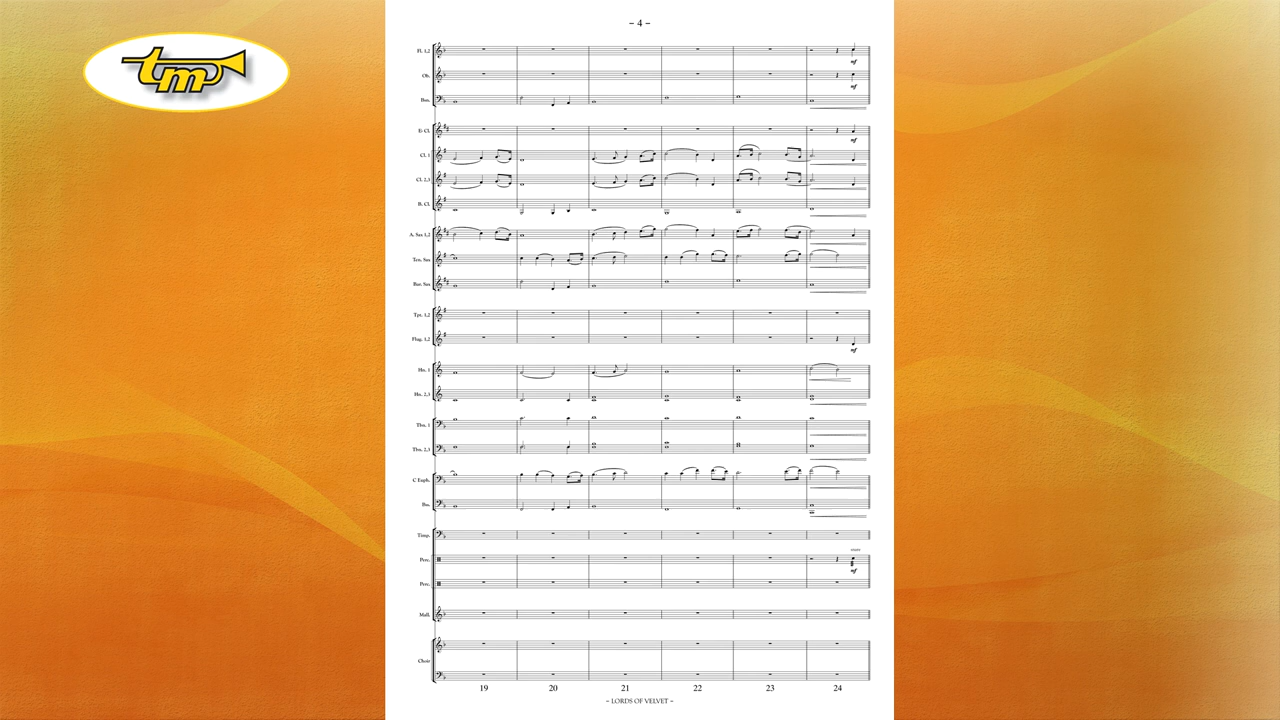 ~ 4 ~
tm
Fl. 1,2
mf
Ob.
mf
Bsn.
E♭ Cl.
mf
Cl. 1
Cl. 2,3
B. Cl.
A. Sax 1,2
Ten. Sax
Bar. Sax
Tpt. 1,2
Flug. 1,2
mf
Hn. 1
Hn. 2,3
Tbn. 1
Tbn. 2,3
C Euph.
Timp.
Perc.
mf
Perc.
Mall.
Choir
19 20 21 22 23 24
~ LORDS OF VELVET ~